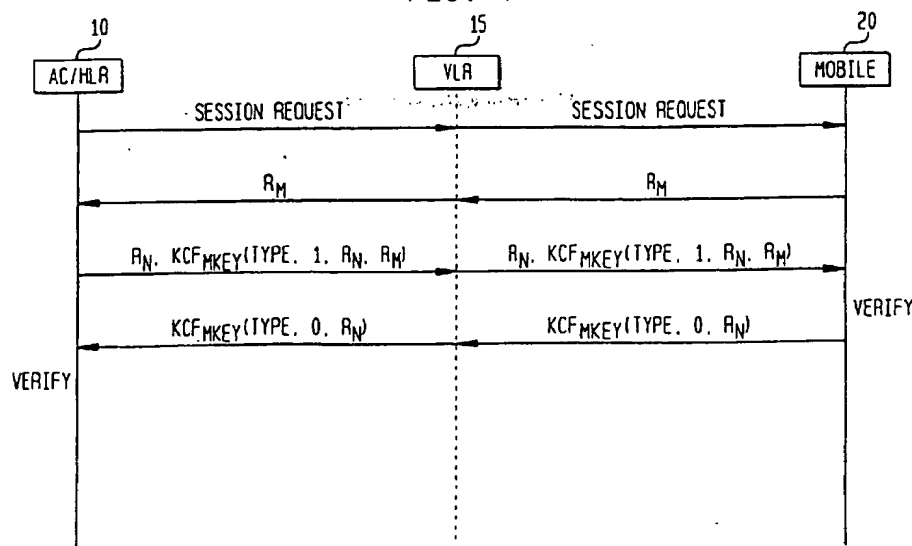 10 15 20
AC/HLR VLR MOBILE
SESSION REQUEST SESSION REQUEST
RM RM
RN, KCFMKEY(TYPE, 1, RN, RM) RN, KCFMKEY(TYPE, 1, RN, RM)
VERIFY
KCFMKEY(TYPE, 0, RN) KCFMKEY(TYPE, 0, RN)
VERIFY